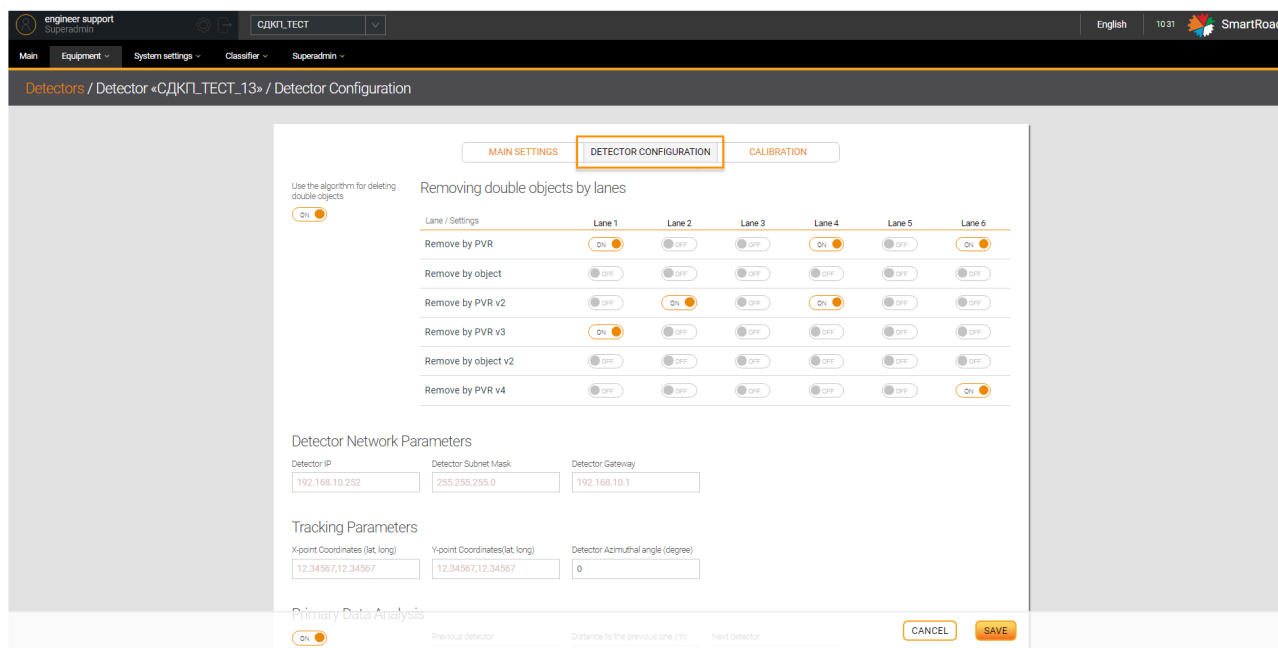 engineer support
Superadmin
СДКП_ТЕСТ
English
10 31
SmartRoad
Main Equipment System settings Classifier Superadmin
Detectors / Detector «СДКП_ТЕСТ_13» / Detector Configuration
MAIN SETTINGS DETECTOR CONFIGURATION CALIBRATION
Use the algorithm for deleting
double objects
ON
Removing double objects by lanes
Lane / Settings Lane 1 Lane 2 Lane 3 Lane 4 Lane 5 Lane 6
Remove by PVR ON OFF OFF ON OFF ON
Remove by object OFF OFF OFF OFF OFF OFF
Remove by PVR v2 OFF ON OFF ON OFF OFF
Remove by PVR v3 ON OFF OFF OFF OFF OFF
Remove by object v2 OFF OFF OFF OFF OFF OFF
Remove by PVR v4 OFF OFF OFF OFF OFF ON
Detector Network Parameters
Detector IP Detector Subnet Mask Detector Gateway
192.168.10.252 255.255.255.0 192.168.10.1
Tracking Parameters
X-point Coordinates (lat, long) Y-point Coordinates(lat, long) Detector Azimuthal angle (degree)
12.34567,12.34567 12.34567,12.34567 0
Primary Data Analysis
ON
Previous detector Distance to the previous one (m) Next detector
CANCEL SAVE